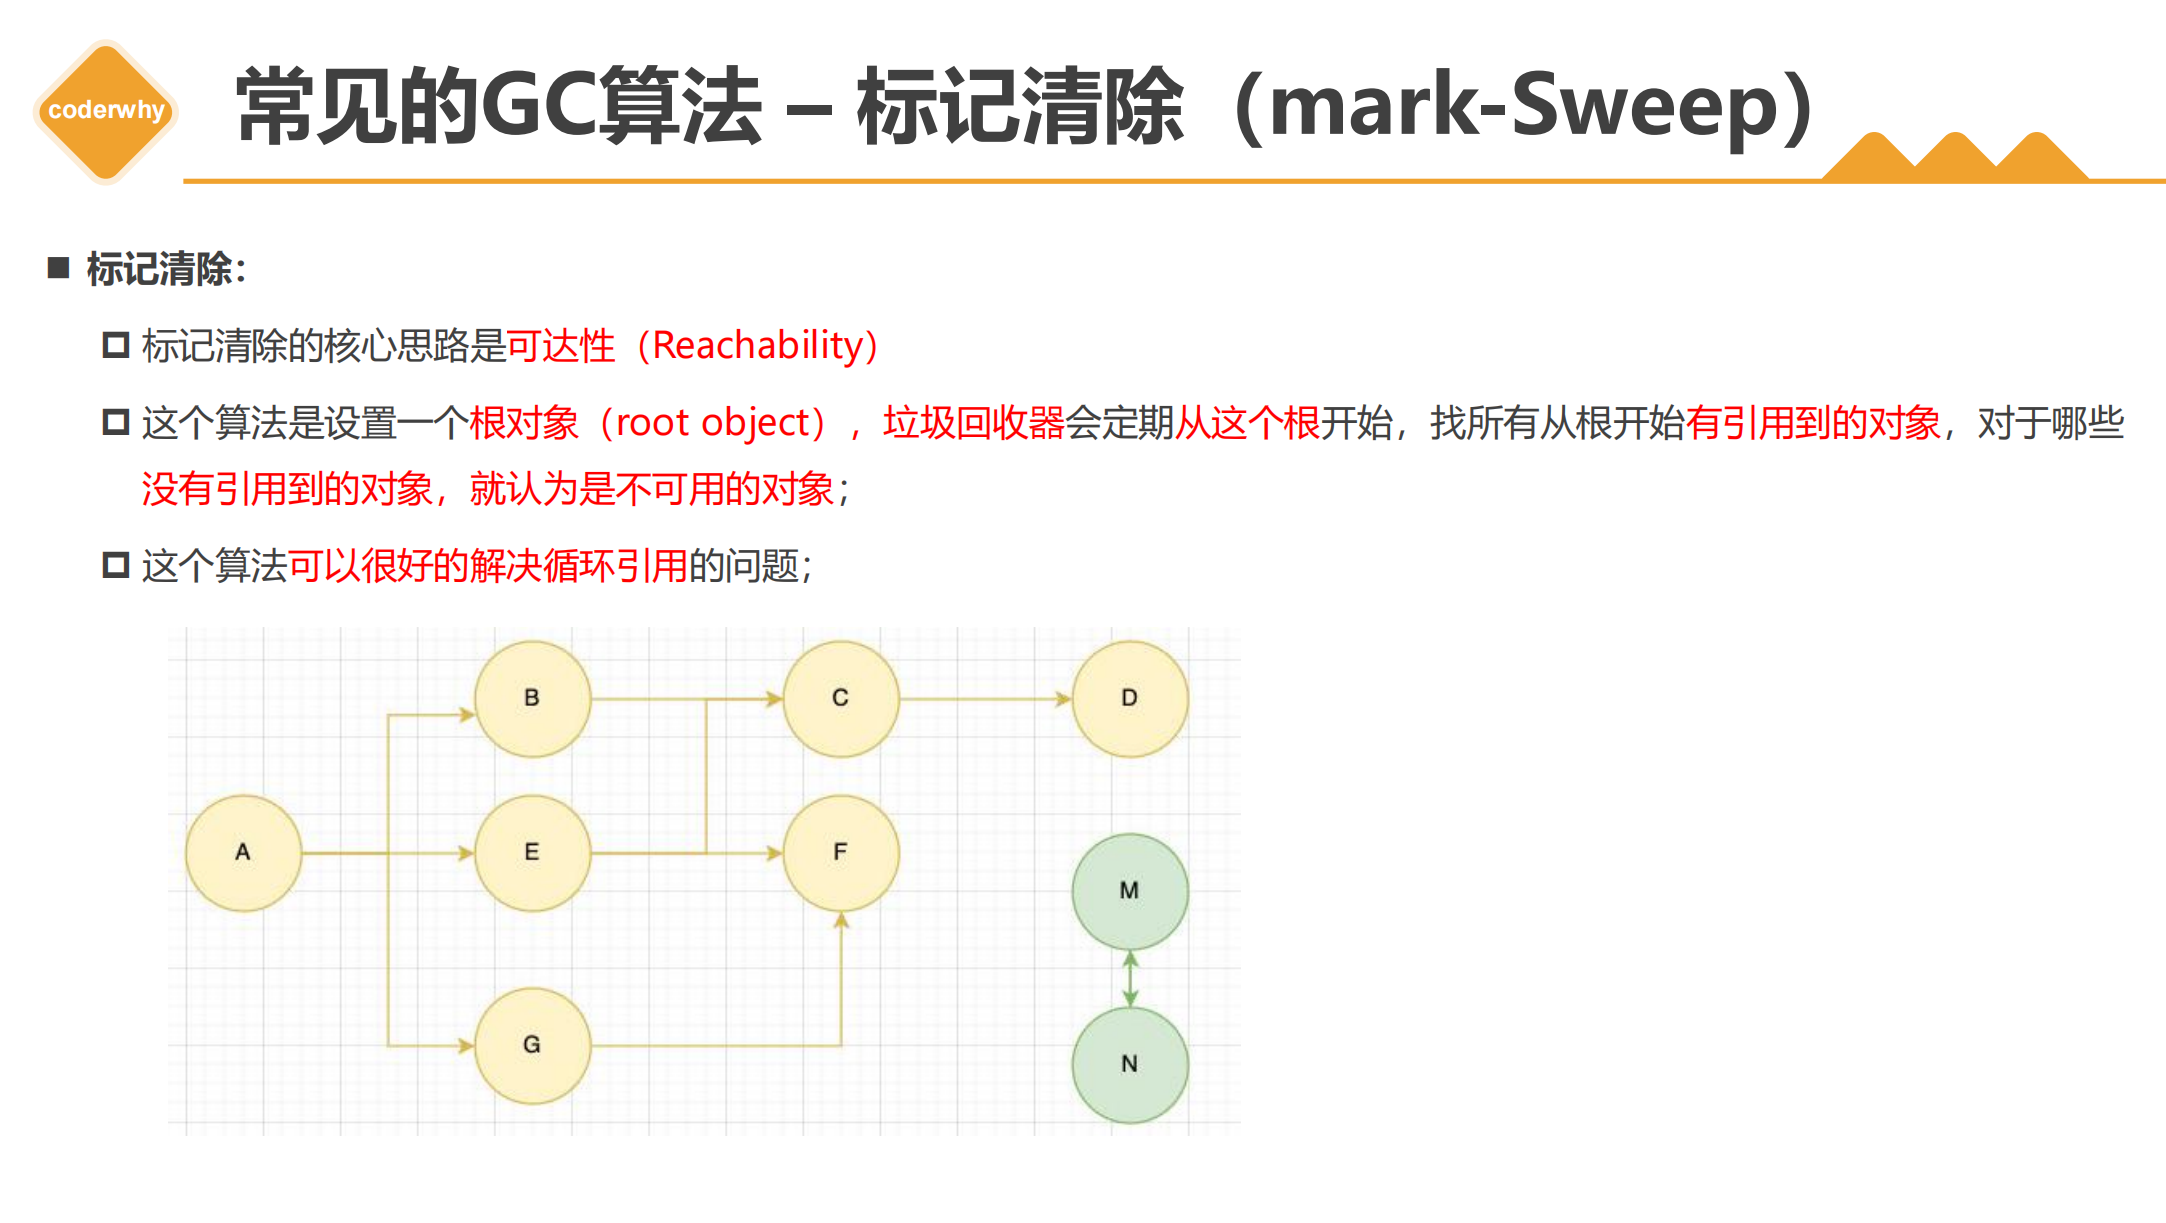 coderwhy
常见的GC算法 – 标记清除（mark-Sweep）
标记清除：
标记清除的核心思路是可达性（Reachability）
这个算法是设置一个根对象（root object），垃圾回收器会定期从这个根开始，找所有从根开始有引用到的对象，对于哪些
没有引用到的对象，就认为是不可用的对象；
这个算法可以很好的解决循环引用的问题；
B
C
D
A
E
F
M
G
N